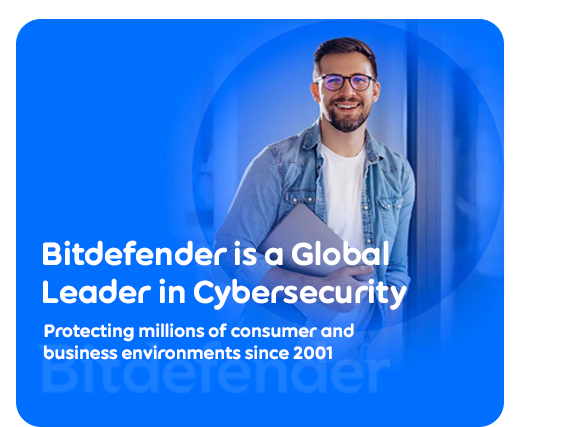 Bitdefender is a Global
Leader in Cybersecurity
Protecting millions of consumer and
business environments since 2001
Bitdefender